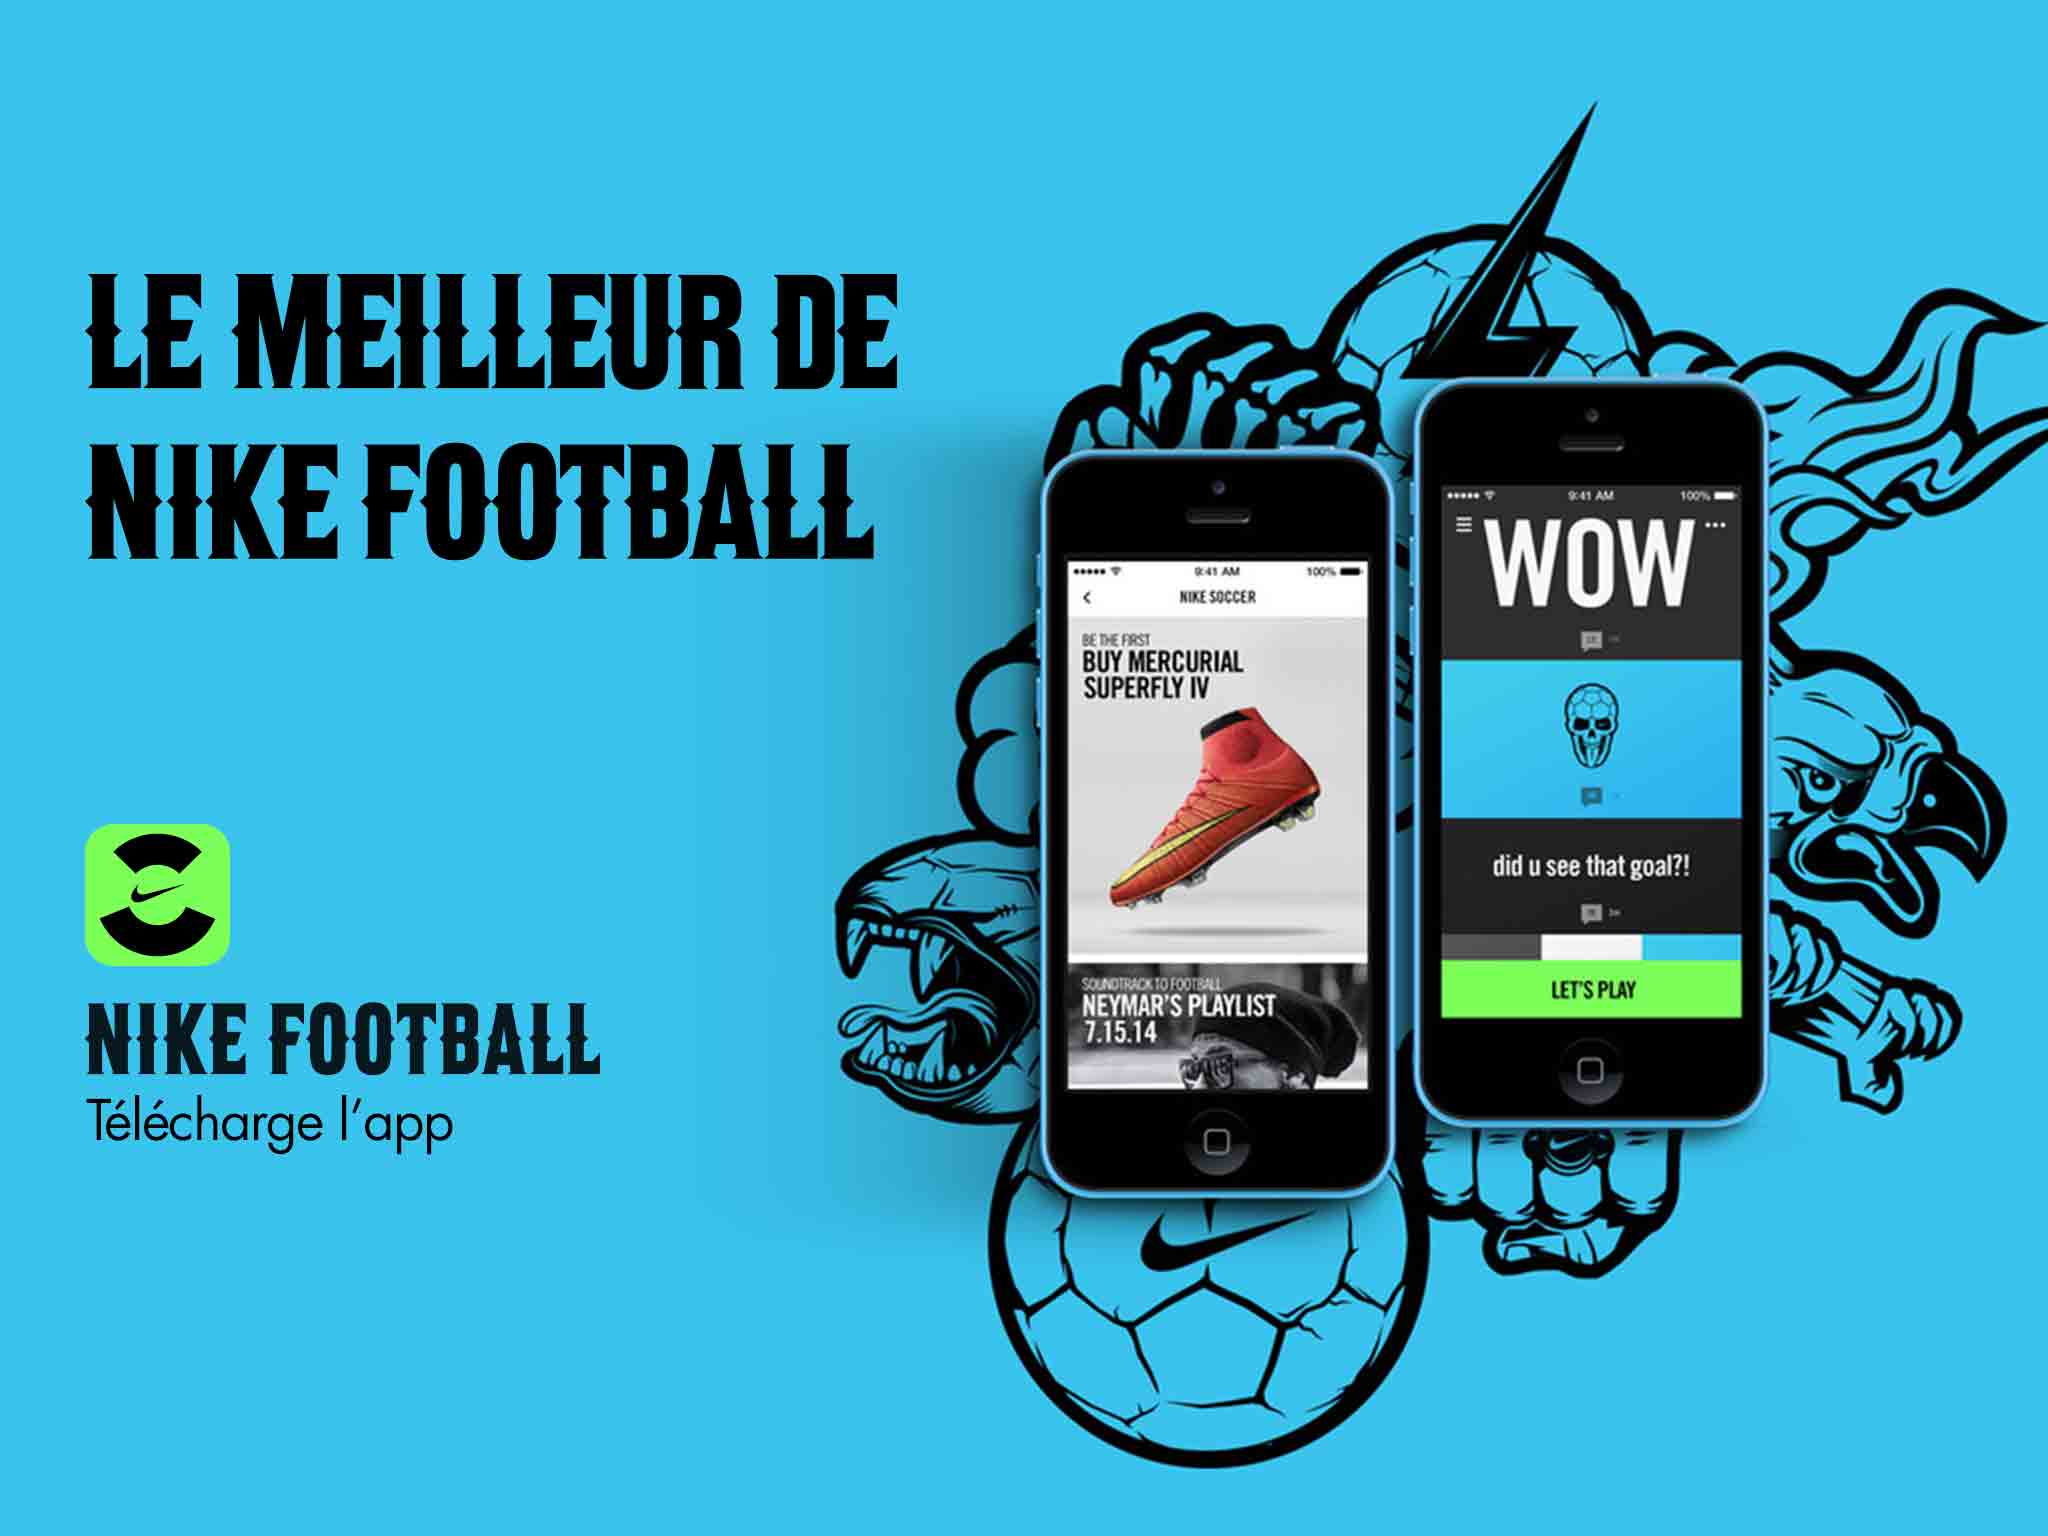 LE MEILLEUR DE
NIKE FOOTBALL
NIKE FOOTBALL
Télécharge l'app
9:41 AM 100%
NIKE SOCCER
BE THE FIRST
BUY MERCURIAL
SUPERFLY IV
SOUNDTRACK TO FOOTBALL
NEYMAR'S PLAYLIST
7.15.14
9:41 AM 100%
WOW
did u see that goal?!
LET'S PLAY